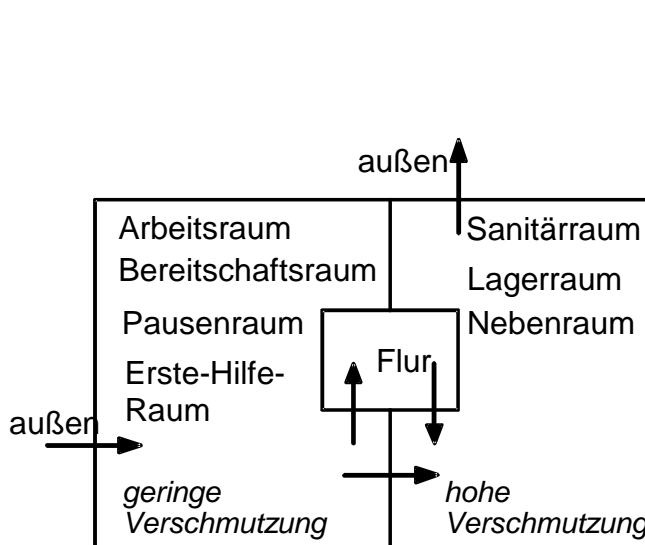 außen
Arbeitsraum
Bereitschaftsraum
Pausenraum
Erste-Hilfe-
Raum
außen
geringe
Verschmutzung
Flur
Sanitärraum
Lagerraum
Nebenraum
hohe
Verschmutzung